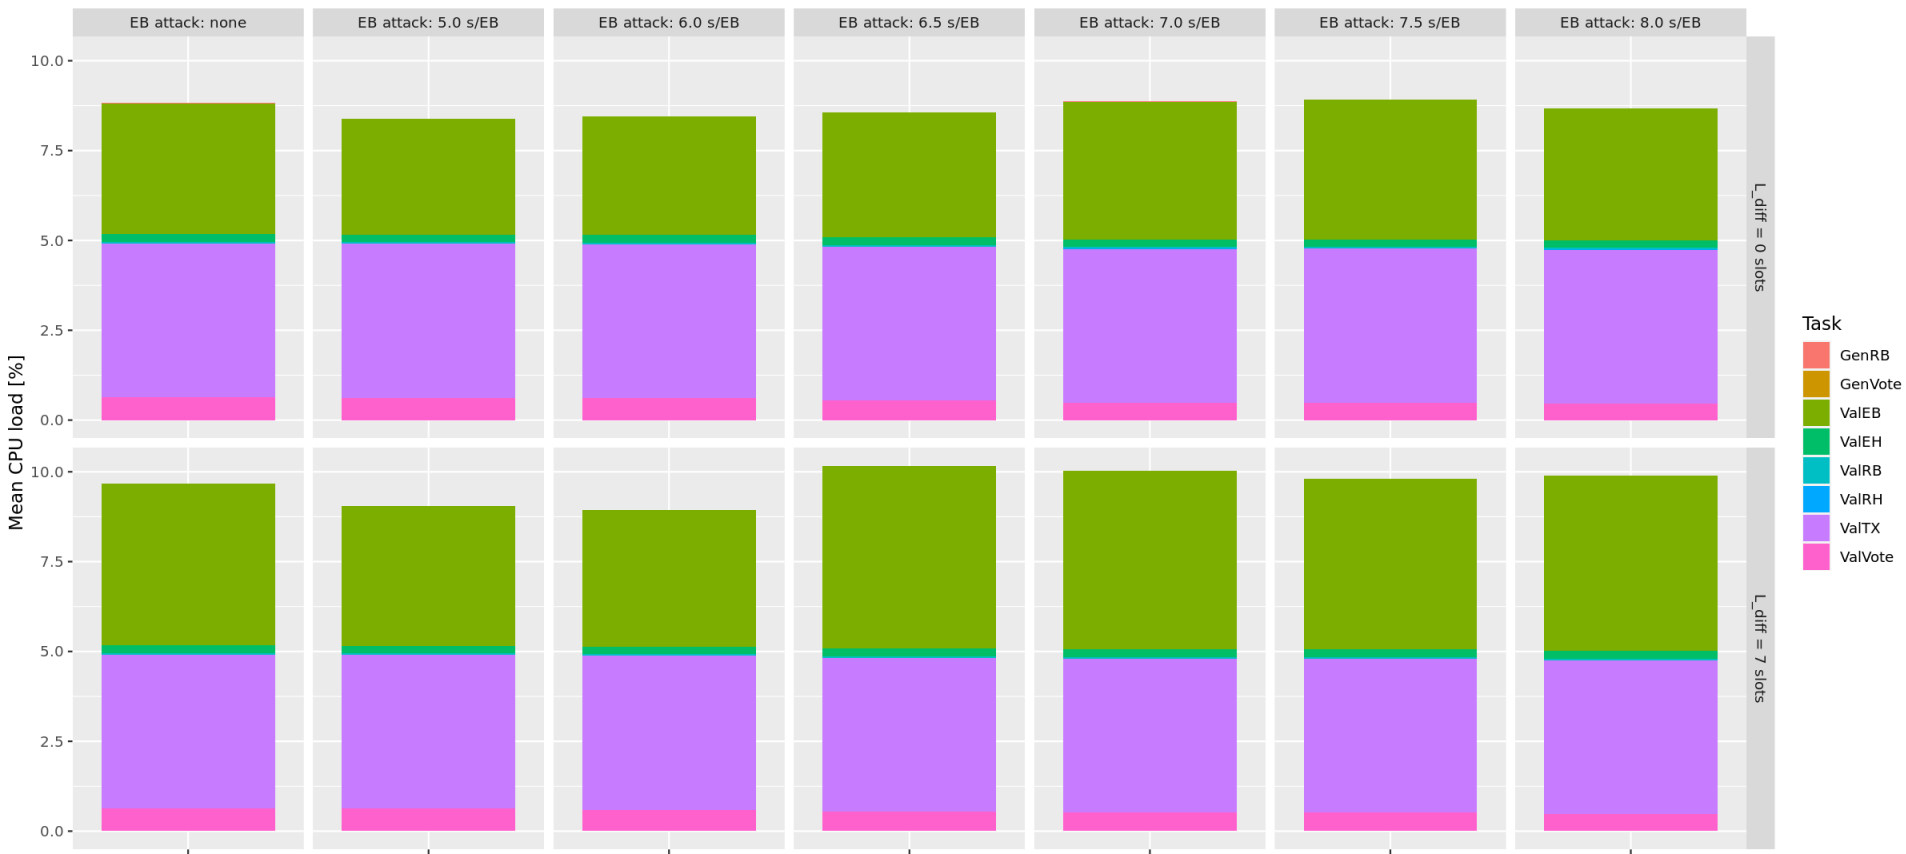 EB attack: none
EB attack: 5.0 s/EB
EB attack: 6.0 s/EB
EB attack: 6.5 s/EB
EB attack: 7.0 s/EB
EB attack: 7.5 s/EB
EB attack: 8.0 s/EB
10.0
7.5
5.0
2.5
0.0
L_diff = 0 slots
10.0
7.5
5.0
2.5
0.0
L_diff = 7 slots
Mean CPU load [%]
Task
GenRB
GenVote
ValEB
ValEH
ValRB
ValRH
ValTX
ValVote